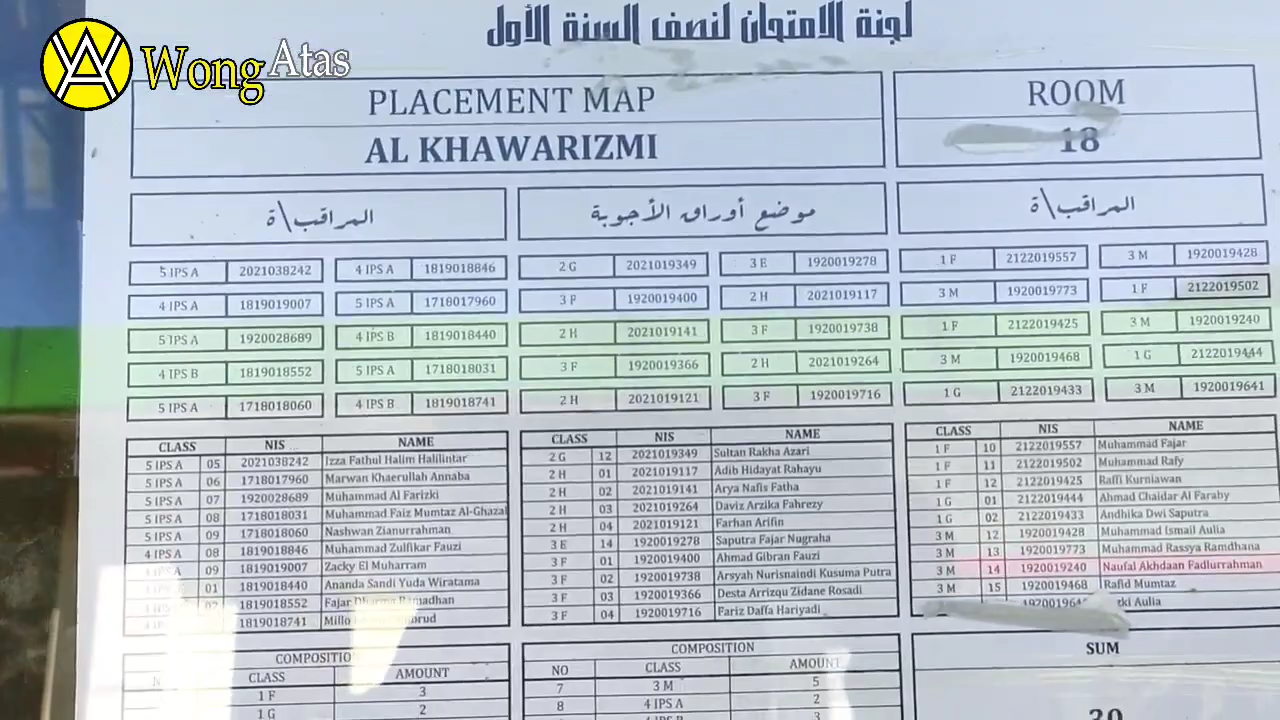 Wong Atas
لجنة الامتحان لنصف السنة الأول
PLACEMENT MAP ROOM
AL KHAWARIZMI 18
المراقب\ة موضع أوراق الأجوبة المراقب\ة
5 IPS A 2021038242 4 IPS A 1819018846 2 G 2021019349 3 E 1920019278 1 F 2122019557 3 M 1920019428
4 IPS A 1819019007 5 IPS A 1718017960 3 F 1920019400 2 H 2021019117 3 M 1920019773 1 F 2122019502
5 IPS A 1920028689 4 IPS B 1819018440 2 H 2021019141 3 F 1920019738 1 F 2122019425 3 M 1920019240
4 IPS B 1819018552 5 IPS A 1718018031 3 F 1920019366 2 H 2021019264 3 M 1920019468 1 G 2122019444
5 IPS A 1718018060 4 IPS B 1819018741 2 H 2021019121 3 F 1920019716 1 G 2122019433 3 M 1920019641
CLASS NIS NAME
5 IPS A 05 2021038242 Izza Fathul Halim Halilintar
5 IPS A 06 1718017960 Marwan Khaerullah Annaba
5 IPS A 07 1920028689 Muhammad Al Farizki
5 IPS A 08 1718018031 Muhammad Faiz Mumtaz Al-Ghazal
5 IPS A 09 1718018060 Nashwan Zianurrahman
4 IPS A 08 1819018846 Muhammad Zulfikar Fauzi
09 1819019007 Zacky El Muharram
01 1819018440 Ananda Sandi Yuda Wiratama
02 1819018552 Fajar Dharma Ramadhan
1819018741 Millo
CLASS NIS NAME
2 G 12 2021019349 Sultan Rakha Azari
2 H 01 2021019117 Adib Hidayat Rahayu
2 H 02 2021019141 Arya Nafis Fatha
2 H 03 2021019264 Daviz Arzika Fahrezy
2 H 04 2021019121 Farhan Arifin
3 E 14 1920019278 Saputra Fajar Nugraha
3 F 01 1920019400 Ahmad Gibran Fauzi
3 F 02 1920019738 Arsyah Nurisnaindi Kusuma Putra
3 F 03 1920019366 Desta Arrizqu Zidane Rosadi
3 F 04 1920019716 Fariz Daffa Hariyadi
CLASS NIS NAME
1 F 10 2122019557 Muhammad Fajar
1 F 11 2122019502 Muhammad Rafy
1 F 12 2122019425 Raffi Kurniawan
1 G 01 2122019444 Ahmad Chaidar Al Farahy
1 G 02 2122019433 Andhika Dwi Saputra
3 M 12 1920019428 Muhammad Ismail Aulia
3 M 13 1920019773 Muhammad Rassya Ramdhana
3 M 14 1920019240 Naufal Akhdaan Fadlurrahman
3 M 15 1920019468 Rafid Mumtaz
Aulia
COMPOSITION
CLASS AMOUNT
1 F 3
1 G 2
COMPOSITION
NO CLASS AMOUNT
7 3 M 5
8 4 IPS A 2
4 IPS B 3
SUM
30